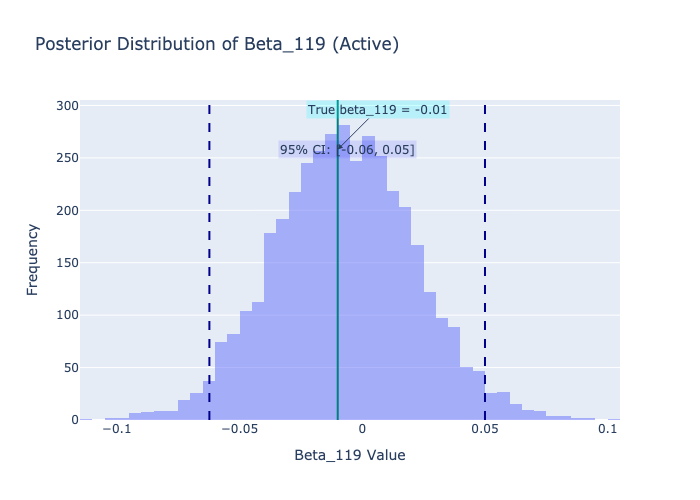 Posterior Distribution of Beta_119 (Active)
True beta_119 = -0.01
95% CI: [-0.06, 0.05]
300
250
200
150
100
50
0
Frequency
−0.1
−0.05
0
0.05
0.1
Beta_119 Value